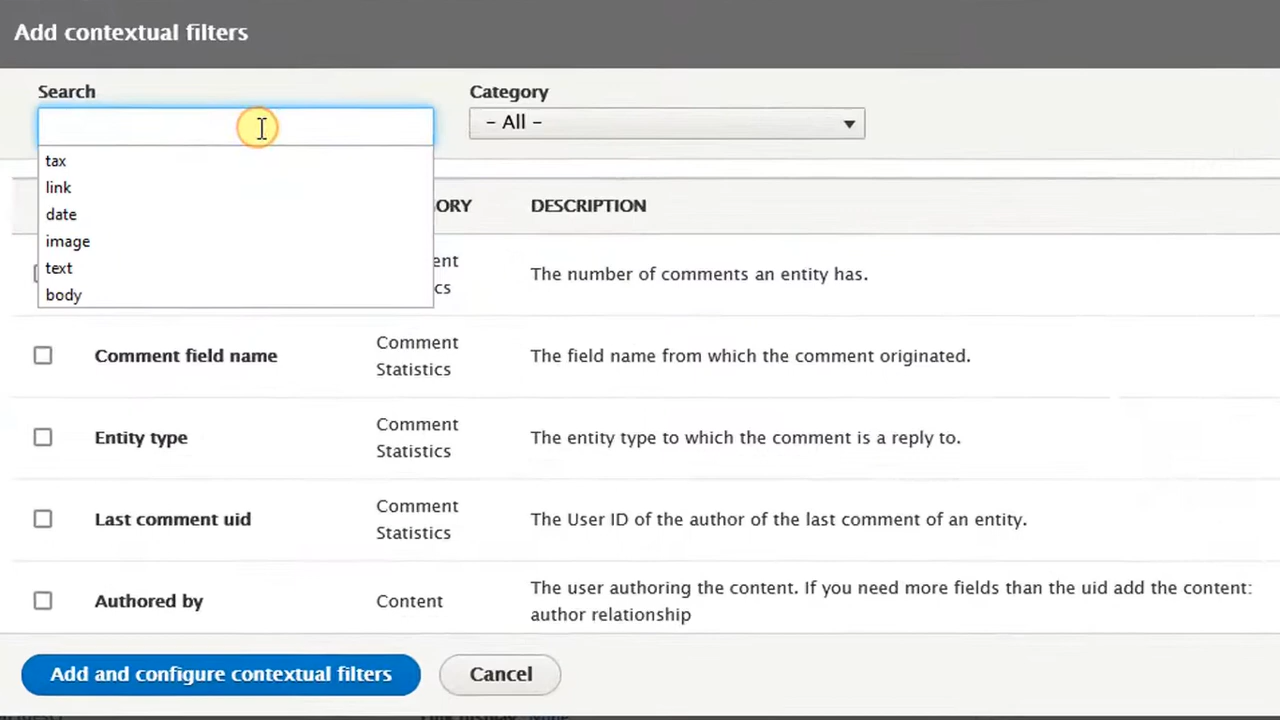 Add contextual filters
Search
Category
- All -
tax
link
date
image
text
body
ORY
DESCRIPTION
ent
cs
The number of comments an entity has.
Comment field name
Comment
Statistics
The field name from which the comment originated.
Entity type
Comment
Statistics
The entity type to which the comment is a reply to.
Last comment uid
Comment
Statistics
The User ID of the author of the last comment of an entity.
Authored by
Content
The user authoring the content. If you need more fields than the uid add the content:
author relationship
Add and configure contextual filters
Cancel